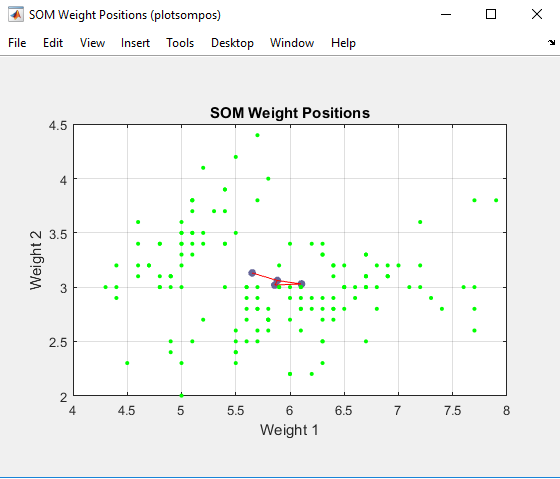 SOM Weight Positions (plotsompos)
File Edit View Insert Tools Desktop Window Help
SOM Weight Positions
4.5
4
3.5
3
2.5
2
Weight 2
4 4.5 5 5.5 6 6.5 7 7.5 8
Weight 1